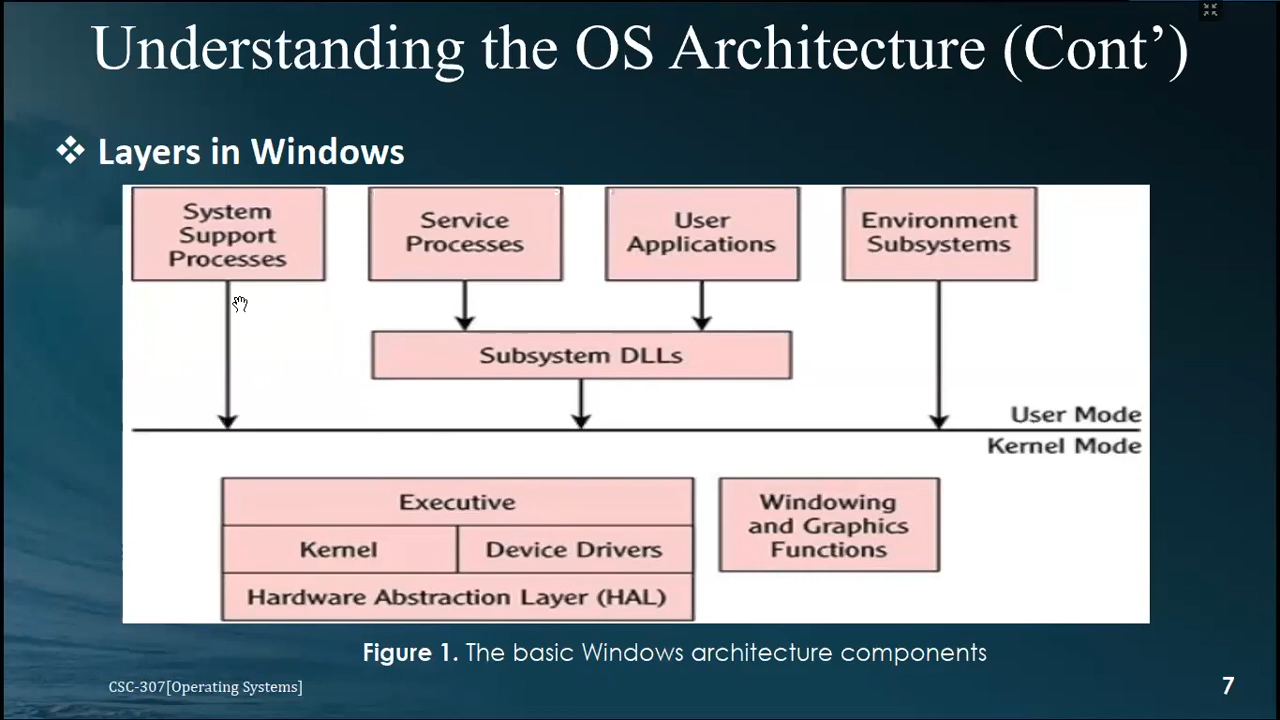 Understanding the OS Architecture (Cont’)
❖ Layers in Windows
System
Support
Processes
Service
Processes
User
Applications
Environment
Subsystems
Subsystem DLLs
User Mode
Kernel Mode
Executive
Kernel
Device Drivers
Hardware Abstraction Layer (HAL)
Windowing
and Graphics
Functions
Figure 1. The basic Windows architecture components
CSC-307[Operating Systems]
7